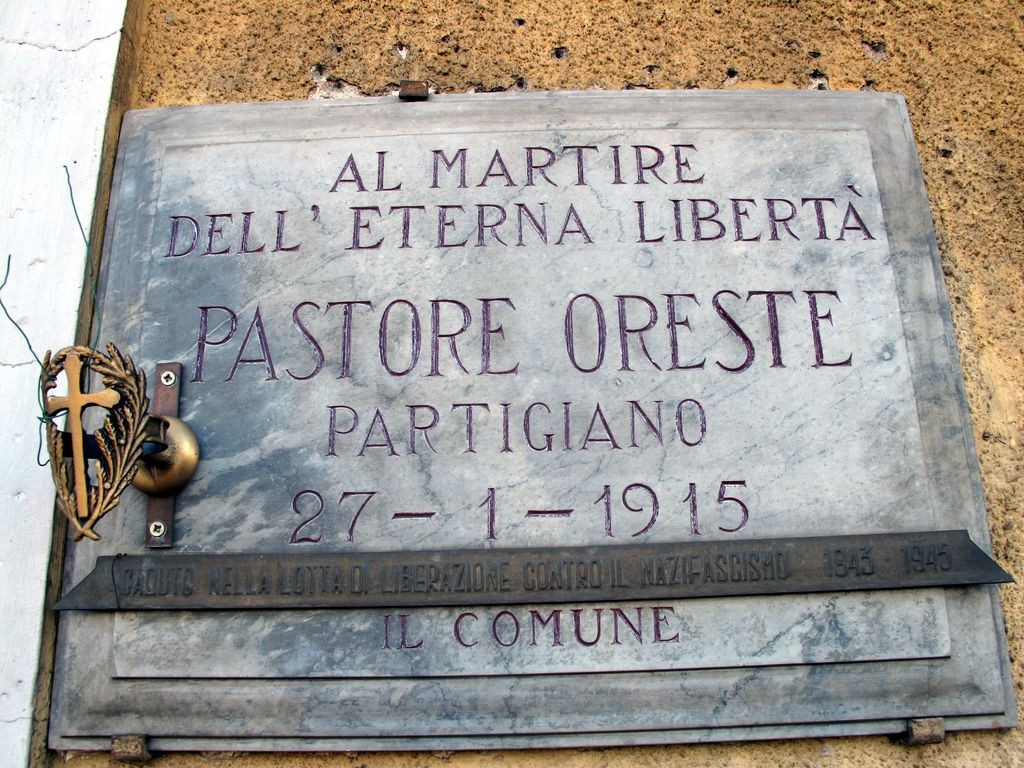 AL MARTIRE
DELL' ETERNA LIBERTÀ
PASTORE ORESTE
PARTIGIANO
27 - 1 - 1915
CADUTO NELLA LOTTA DI LIBERAZIONE CONTRO IL NAZIFASCISMO 1943 - 1945
IL COMUNE